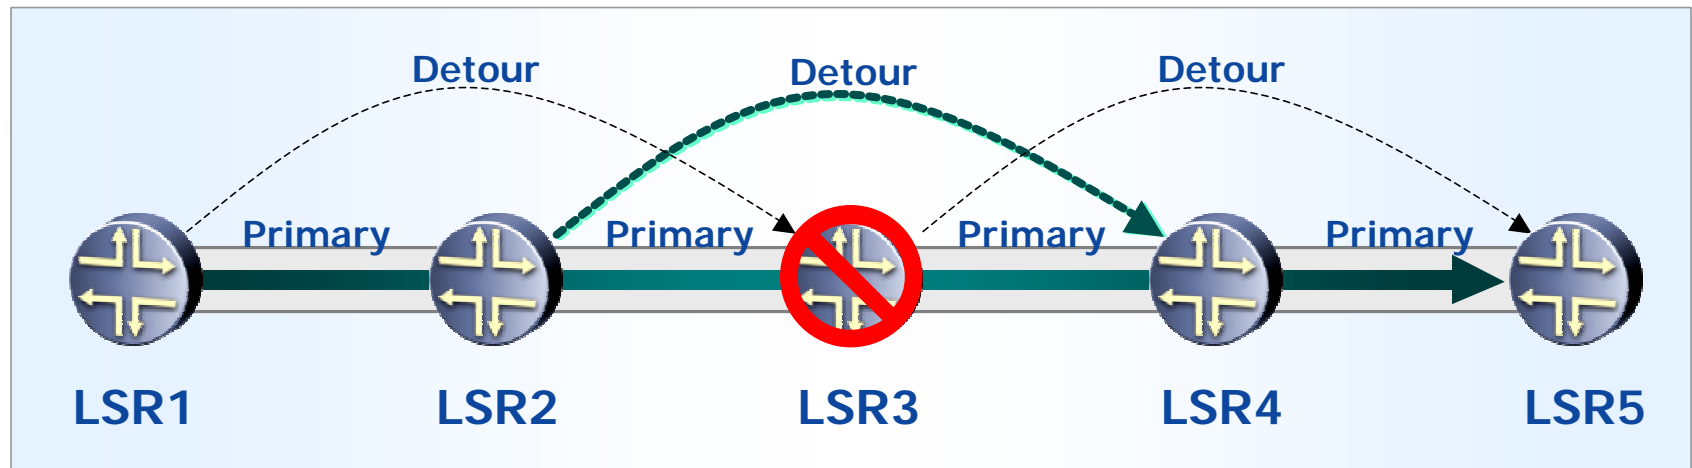 Detour
Detour
Detour
Primary
Primary
Primary
Primary
LSR1
LSR2
LSR3
LSR4
LSR5